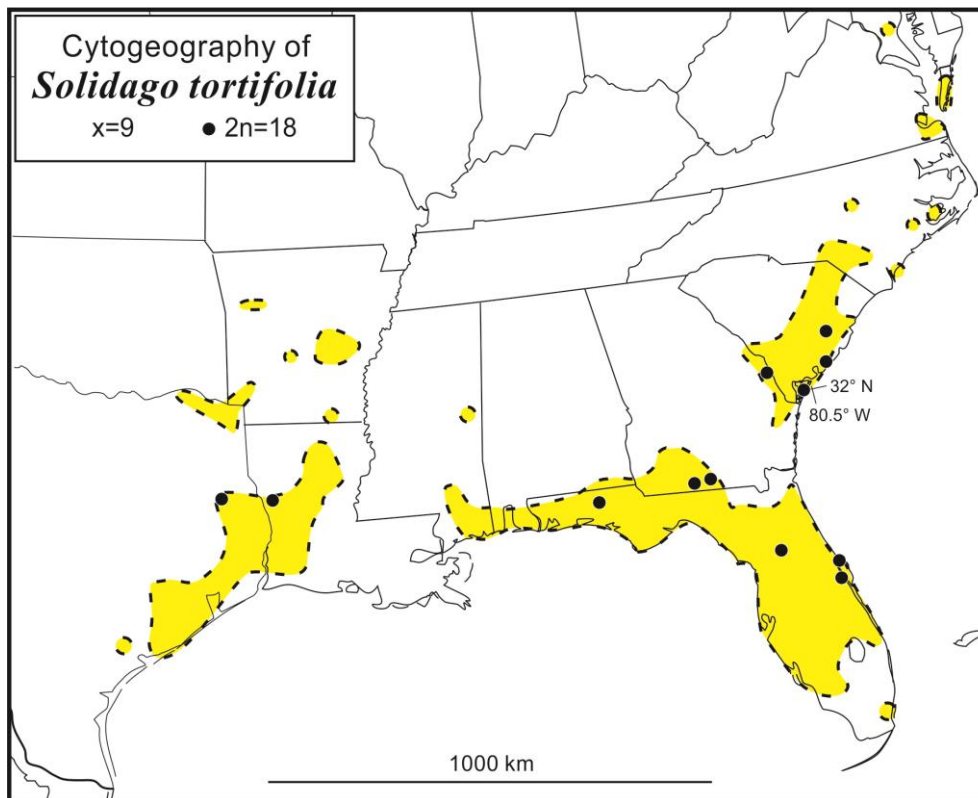 Cytogeography of
Solidago tortifolia
x=9 ● 2n=18
32° N
80.5° W
1000 km